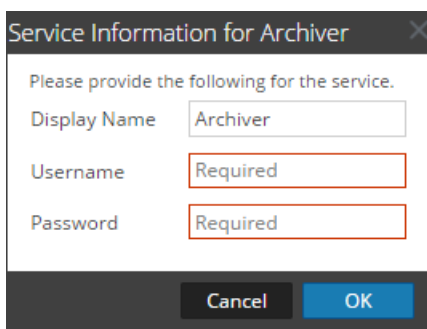 Service Information for Archiver
Please provide the following for the service.
Display Name Archiver
Username Required
Password Required
Cancel OK